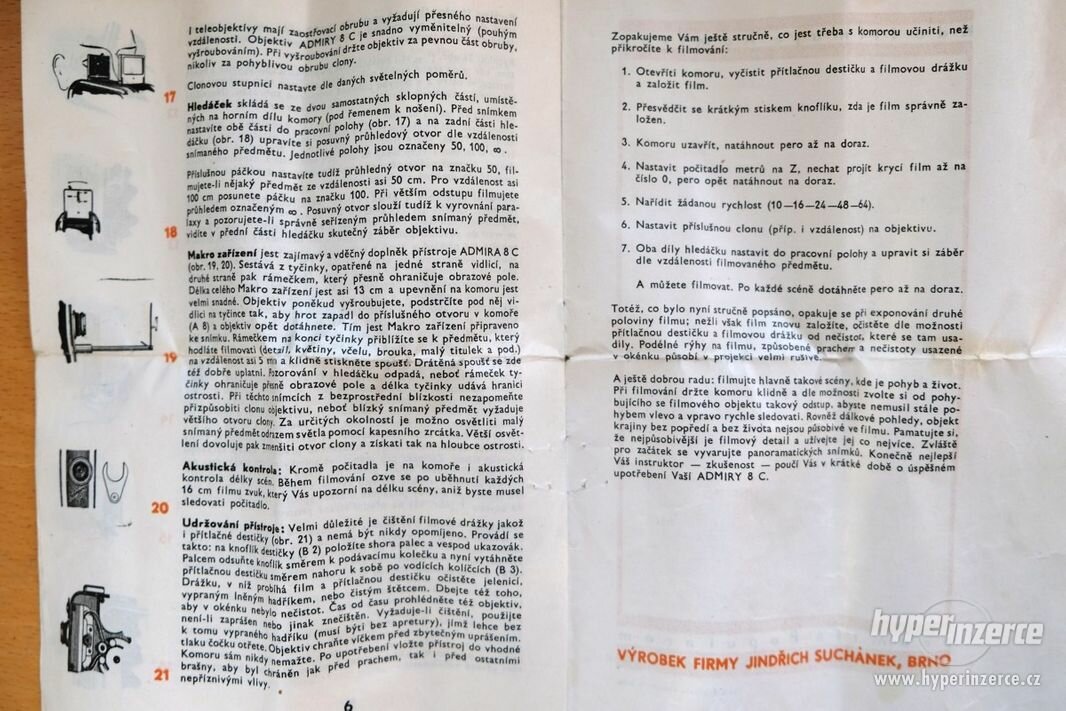 I teleobjektivy mají zaostřovací obrubu a vyžadují přesného nastavení
vzdálenosti. Objektiv ADMIRY 8 C je snadno vyměnitelný (pouhým
vyšroubováním). Při vyšroubování držte objektiv za pevnou část obruby,
nikoliv za pohyblivou obrubu clony.
Clonovou stupnici nastavte dle daných světelných poměrů.
17
Hledáček skládá se ze dvou samostatných sklopných částí, umístě-
ných na horním dílu komory (pod řemenem k nošení). Před snímkem
nastavíte obě části do pracovní polohy (obr. 17) a na zadní části hle-
dáčku (obr. 18) upravíte si posuvný průhledový otvor dle vzdálenosti
snímaného předmětu. Jednotlivé polohy jsou označeny 50, 100, ∞.
Příslušnou páčkou nastavíte tudíž průhledný otvor na značku 50, fil-
mujete-li nějaký předmět ze vzdálenosti asi 50 cm. Pro vzdálenost asi
100 cm posunete páčku na značku 100. Při větším odstupu filmujete
průhledem označeným ∞. Posuvný otvor slouží tudíž k vyrovnání para-
laxy a pozorujete-li správně seřízeným průhledem snímaný předmět,
vidíte v přední části hledáčku skutečný záběr objektivu.
18
Makro zařízení jest zajímavý a vděčný doplněk přístroje ADMIRA 8 C
(obr. 19, 20). Sestává z tyčinky, opatřené na jedné straně vidlicí, na
druhé straně pak rámečkem, který přesně ohraničuje obrazové pole.
Délka celého Makro zařízení jest asi 13 cm a upevnění na komoru jest
velmi snadné. Objektiv poněkud vyšroubujete, podstrčíte pod něj vi-
dlici na tyčince tak, aby hrot zapadl do příslušného otvoru v komoře
(A 8) a objektiv opět dotáhnete. Tím jest Makro zařízení připraveno
ke snímku. Rámečkem na konci tyčinky přiblížíte se k předmětu, který
hodláte filmovati (detail, květiny, včelu, brouka, malý titulek a pod.)
na vzdálenost asi 5 mm a klidně stisknete spoušť. Drátěná spoušť se zde
též dobře uplatní. Pozorování v hledáčku odpadá, neboť rámeček ty-
činky ohraničuje přesně obrazové pole a délka tyčinky udává hranici
ostrosti. Při těchto snímcích z bezprostřední blízkosti nezapomeňte
přizpůsobiti clonu objektivu, neboť blízký snímaný předmět vyžaduje
většího otvoru clony. Za určitých okolností je možno osvětliti malý
snímaný předmět odrazem světla pomocí kapesního zrcátka. Větší osvět-
lení dovoluje pak zmenšiti otvor clony a získati tak na hloubce ostrosti.
19
Akustická kontrola: Kromě počitadla je na komoře i akustická
kontrola délky scén. Během filmování ozve se po uběhnutí každých
16 cm filmu zvuk, který Vás upozorní na délku scény, aniž byste musel
sledovati počitadlo.
20
Udržování přístroje: Velmi důležité je čištění filmové drážky jakož
i přítlačné destičky (obr. 21) a nemá být nikdy opomíjeno. Provádí se
takto: na knoflík destičky (B 2) položíte shora palec a vespod ukazovák.
Palcem odsuňte knoflík směrem k podávacímu kolečku a nyní vytáhněte
přítlačnou destičku směrem nahoru k sobě po vodících kolíčcích (B 3).
Drážku, v níž probíhá film a přítlačnou destičku očistěte jelenicí,
vypraným lněným hadříkem, nebo čistým štětcem. Dbejte též toho,
aby v okénku nebylo nečistot. Čas od času prohlédněte též objektiv,
není-li zaprášen nebo jinak znečištěn. Vyžaduje-li čištění, použijte
k tomu vypraného hadříku (musí býti bez apretury), jímž lehce bez
tlaku čočku otřete. Objektiv chraňte víčkem před zbytečným uprášením.
Komoru sám nikdy nemažte. Po upotřebení vložte přístroj do vhodné
brašny, aby byl chráněn jak před prachem, tak i před ostatními
nepříznivými vlivy.
21
6
Zopakujeme Vám ještě stručně, co jest třeba s komorou učiniti, než
přikročíte k filmování:
1. Otevříti komoru, vyčistit přítlačnou destičku a filmovou drážku
a založit film.
2. Přesvědčit se krátkým stiskem knoflíku, zda je film správně za-
ložen.
3. Komoru uzavřít, natáhnout pero až na doraz.
4. Nastavit počitadlo metrů na Z, nechat projít krycí film až na
číslo 0, pero opět natáhnout na doraz.
5. Nařídit žádanou rychlost (10—16—24—48—64).
6. Nastavit příslušnou clonu (příp. i vzdálenost) na objektivu.
7. Oba díly hledáčku nastavit do pracovní polohy a upravit si záběr
dle vzdálenosti filmovaného předmětu.
A můžete filmovat. Po každé scéně dotáhněte pero až na doraz.
Totéž, co bylo nyní stručně popsáno, opakuje se při exponování druhé
poloviny filmu; nežli však film znovu založíte, očistěte dle možnosti
přítlačnou destičku a filmovou drážku od nečistot, které se tam usa-
dily. Podélné rýhy na filmu, způsobené prachem a nečistoty usazené
v okénku působí v projekci velmi rušivě.
A ještě dobrou radu: filmujte hlavně takové scény, kde je pohyb a život.
Při filmování držte komoru klidně a dle možnosti zvolte si od pohy-
bujícího se filmového objektu takový odstup, abyste nemusil stále po-
hybem vlevo a vpravo rychle sledovati. Rovněž dálkové pohledy, objekt
krajiny bez popředí a bez života nejsou působivé ve filmu. Pamatujte si,
že nejpůsobivější je filmový detail a užívejte jej co nejvíce. Zvláště
pro začátek se vyvarujte panoramatických snímků. Konečně nejlepší
Váš instruktor — zkušenost — poučí Vás v krátké době o úspěšném
upotřebení Vaší ADMIRY 8 C.
VÝROBEK FIRMY JINDŘICH SUCHÁNEK, BRNO
hyperinzerce
www.hyperinzerce.cz